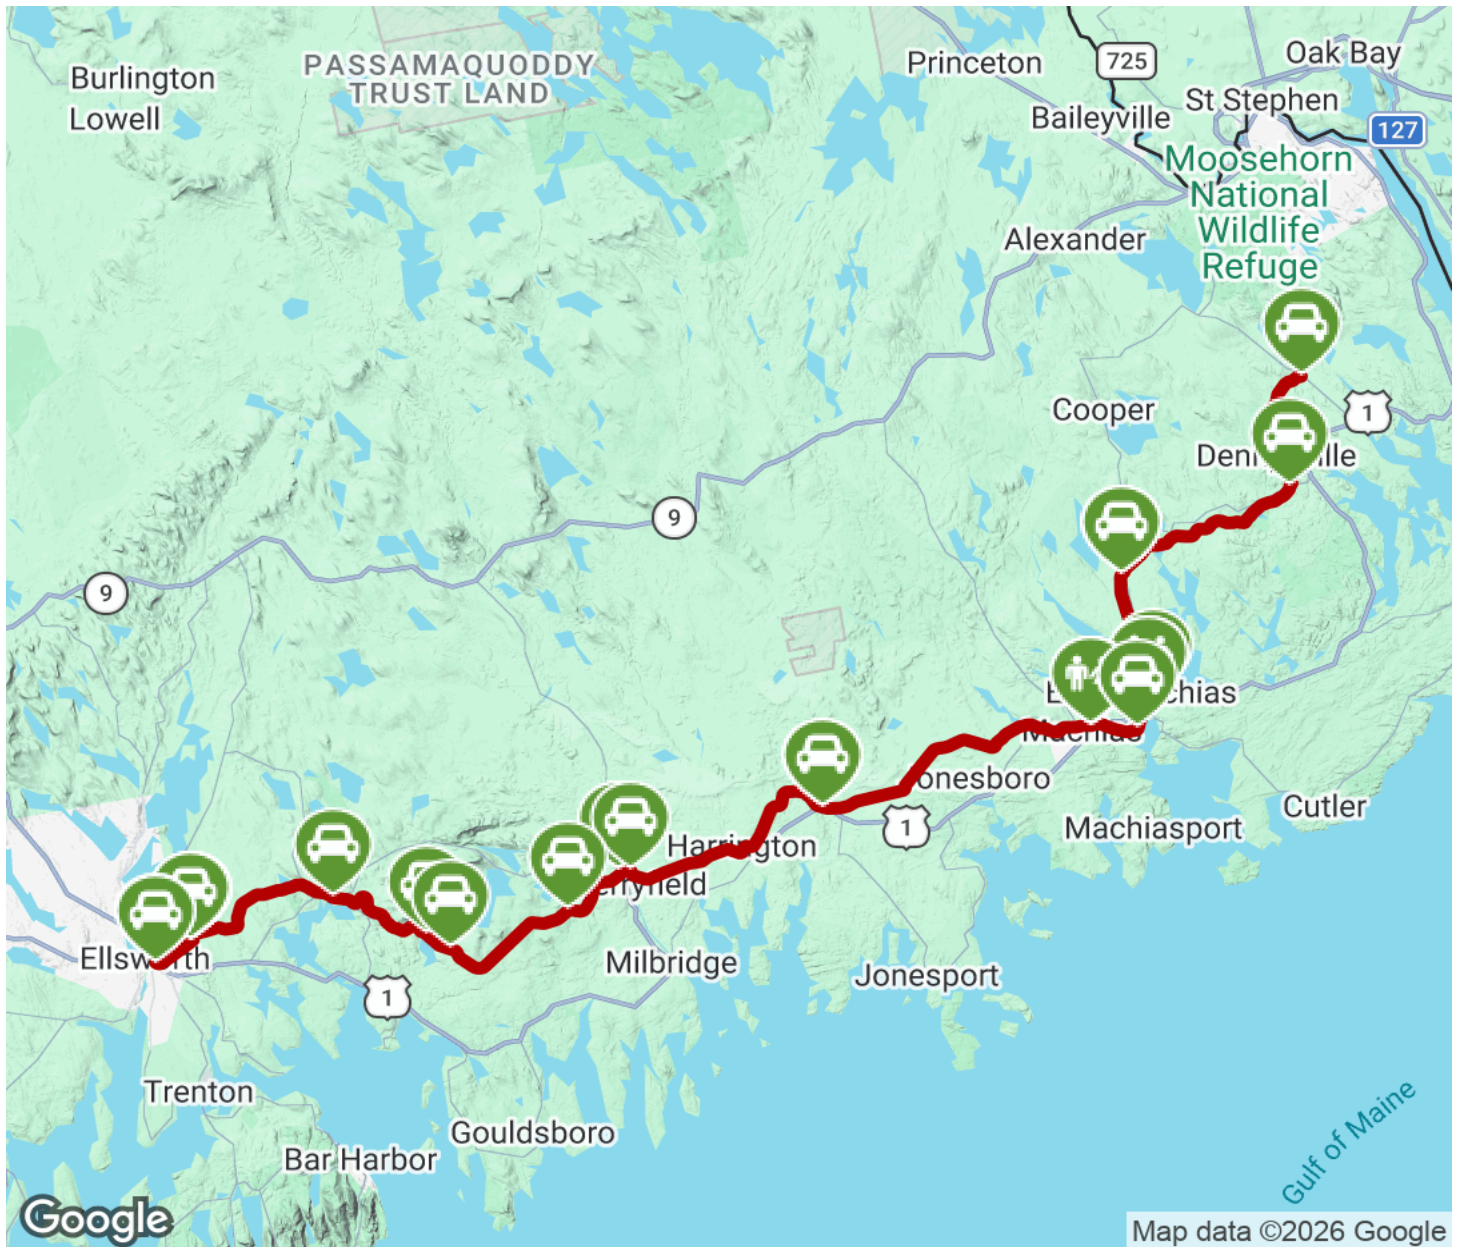 Burlington
Lowell
PASSAMAQUODDY
TRUST LAND
Princeton
725
Oak Bay
Baileyville
St Stephen
127
Moosehorn
National
Wildlife
Refuge
Alexander
Cooper
1
9
9
Machias
Jonesboro
1
Cutler
Machiasport
Harrington
Ellsworth
Milbridge
Jonesport
1
Trenton
Gouldsboro
Bar Harbor
Gulf of Maine
Google
Map data ©2026 Google